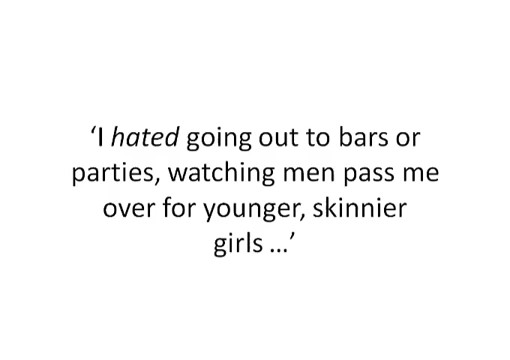 ‘I hated going out to bars or
parties, watching men pass me
over for younger, skinnier
girls …’